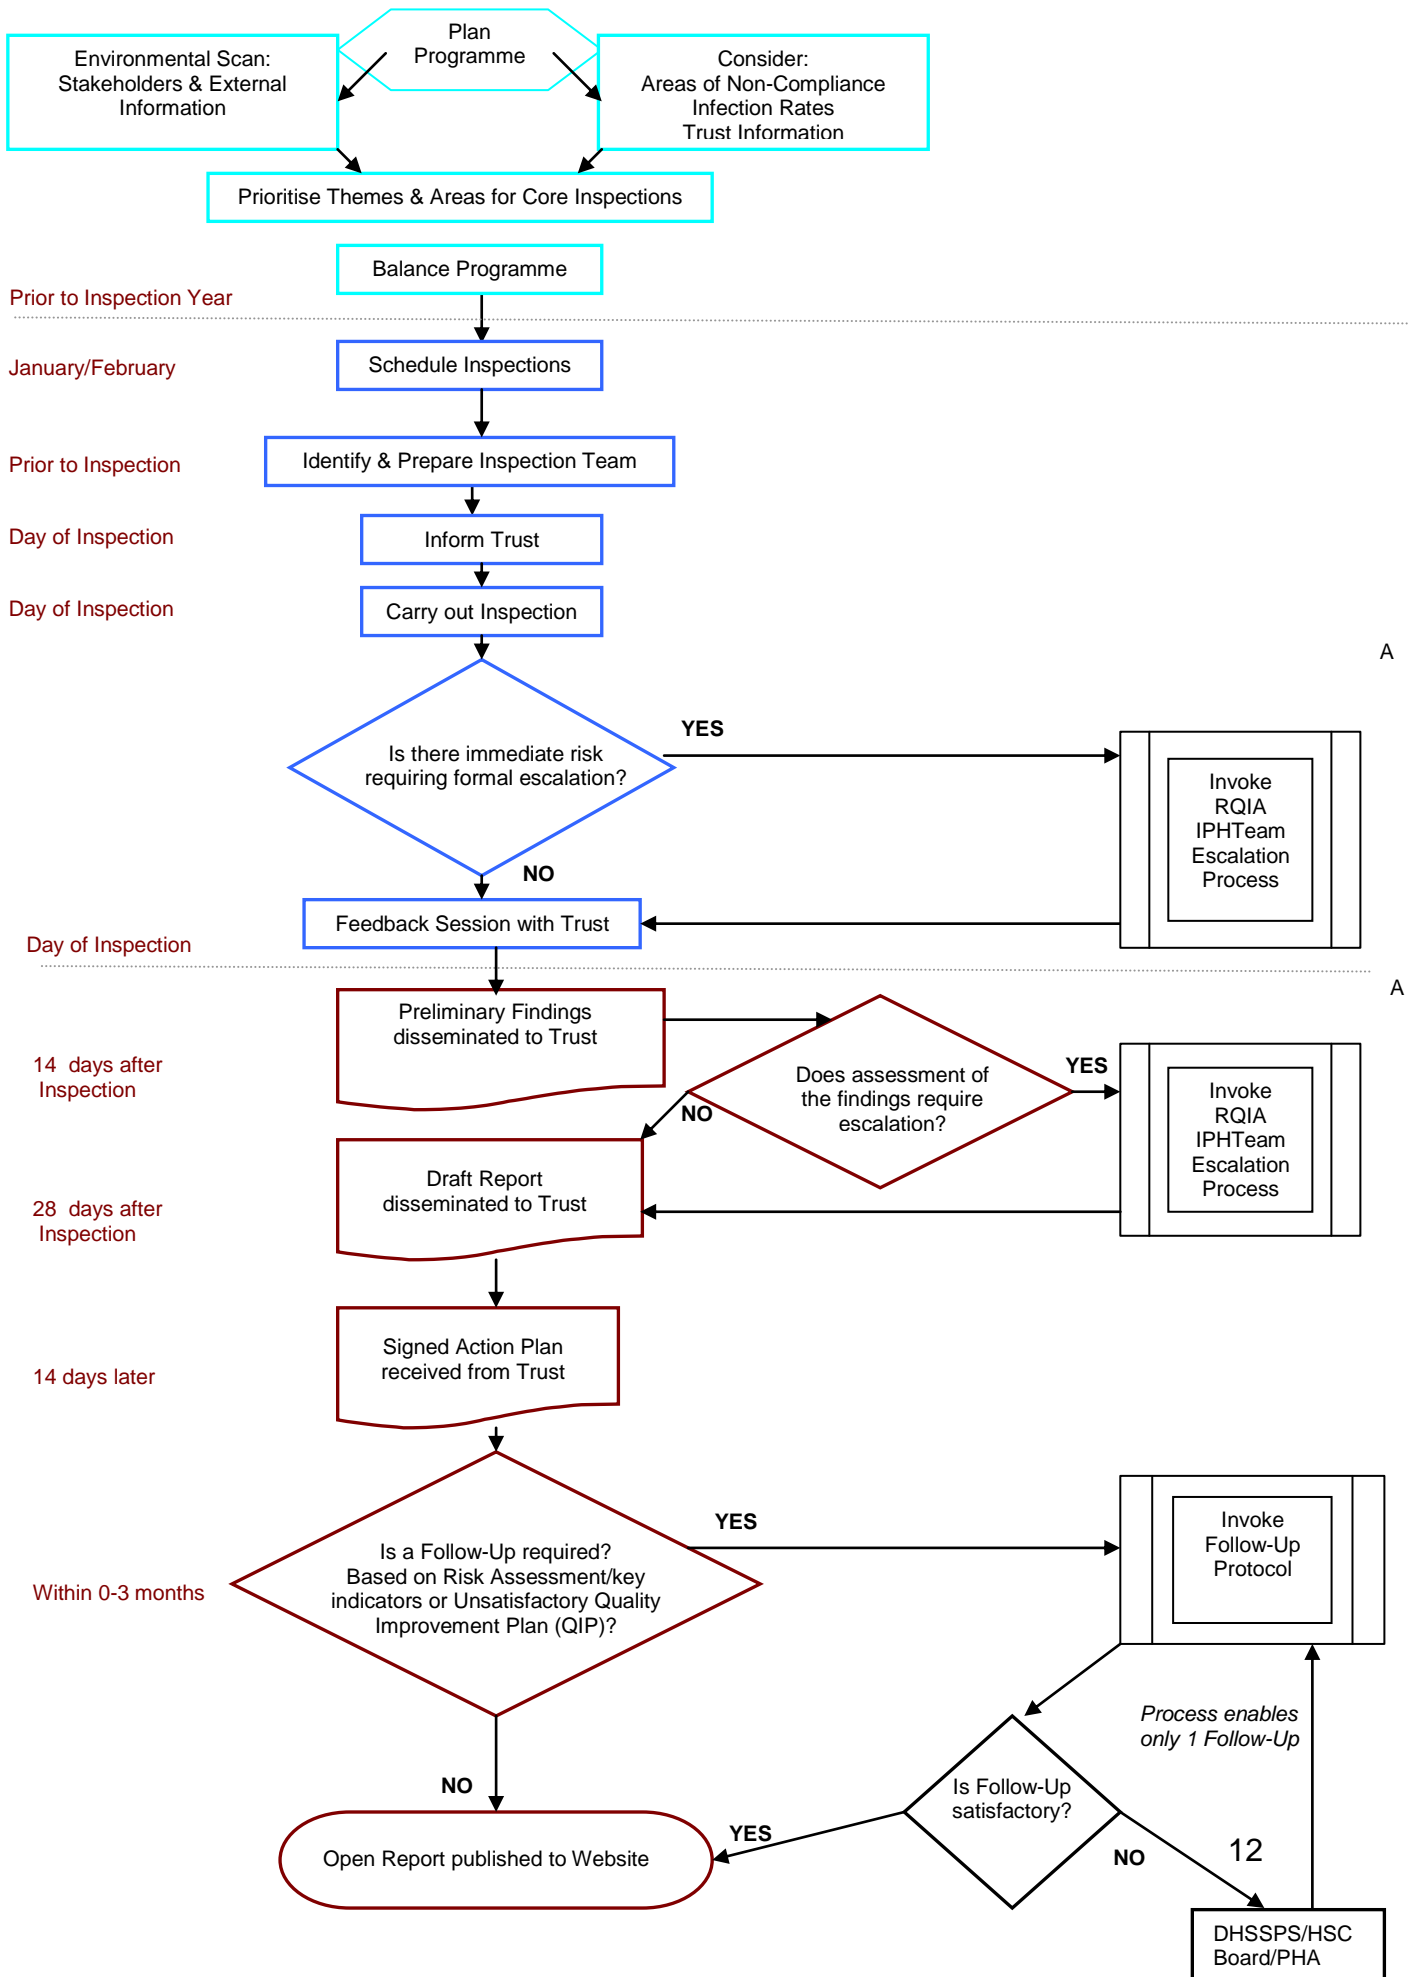 Plan
Programme
Environmental Scan:
Stakeholders & External
Information
Consider:
Areas of Non-Compliance
Infection Rates
Trust Information
Prioritise Themes & Areas for Core Inspections
Balance Programme
Prior to Inspection Year
January/February
Schedule Inspections
Prior to Inspection
Identify & Prepare Inspection Team
Day of Inspection
Inform Trust
Day of Inspection
Carry out Inspection
A
Is there immediate risk
requiring formal escalation?
YES
Invoke
RQIA
IPHTeam
Escalation
Process
NO
Feedback Session with Trust
Day of Inspection
A
Preliminary Findings
disseminated to Trust
14  days after
Inspection
Does assessment of
the findings require
escalation?
YES
NO
Invoke
RQIA
IPHTeam
Escalation
Process
Draft Report
disseminated to Trust
28  days after
Inspection
Signed Action Plan
received from Trust
14 days later
Is a Follow-Up required?
Based on Risk Assessment/key
indicators or Unsatisfactory Quality
Improvement Plan (QIP)?
YES
Within 0-3 months
Invoke
Follow-Up
Protocol
Process enables
only 1 Follow-Up
Is Follow-Up
satisfactory?
NO
YES
NO
12
Open Report published to Website
DHSSPS/HSC
Board/PHA